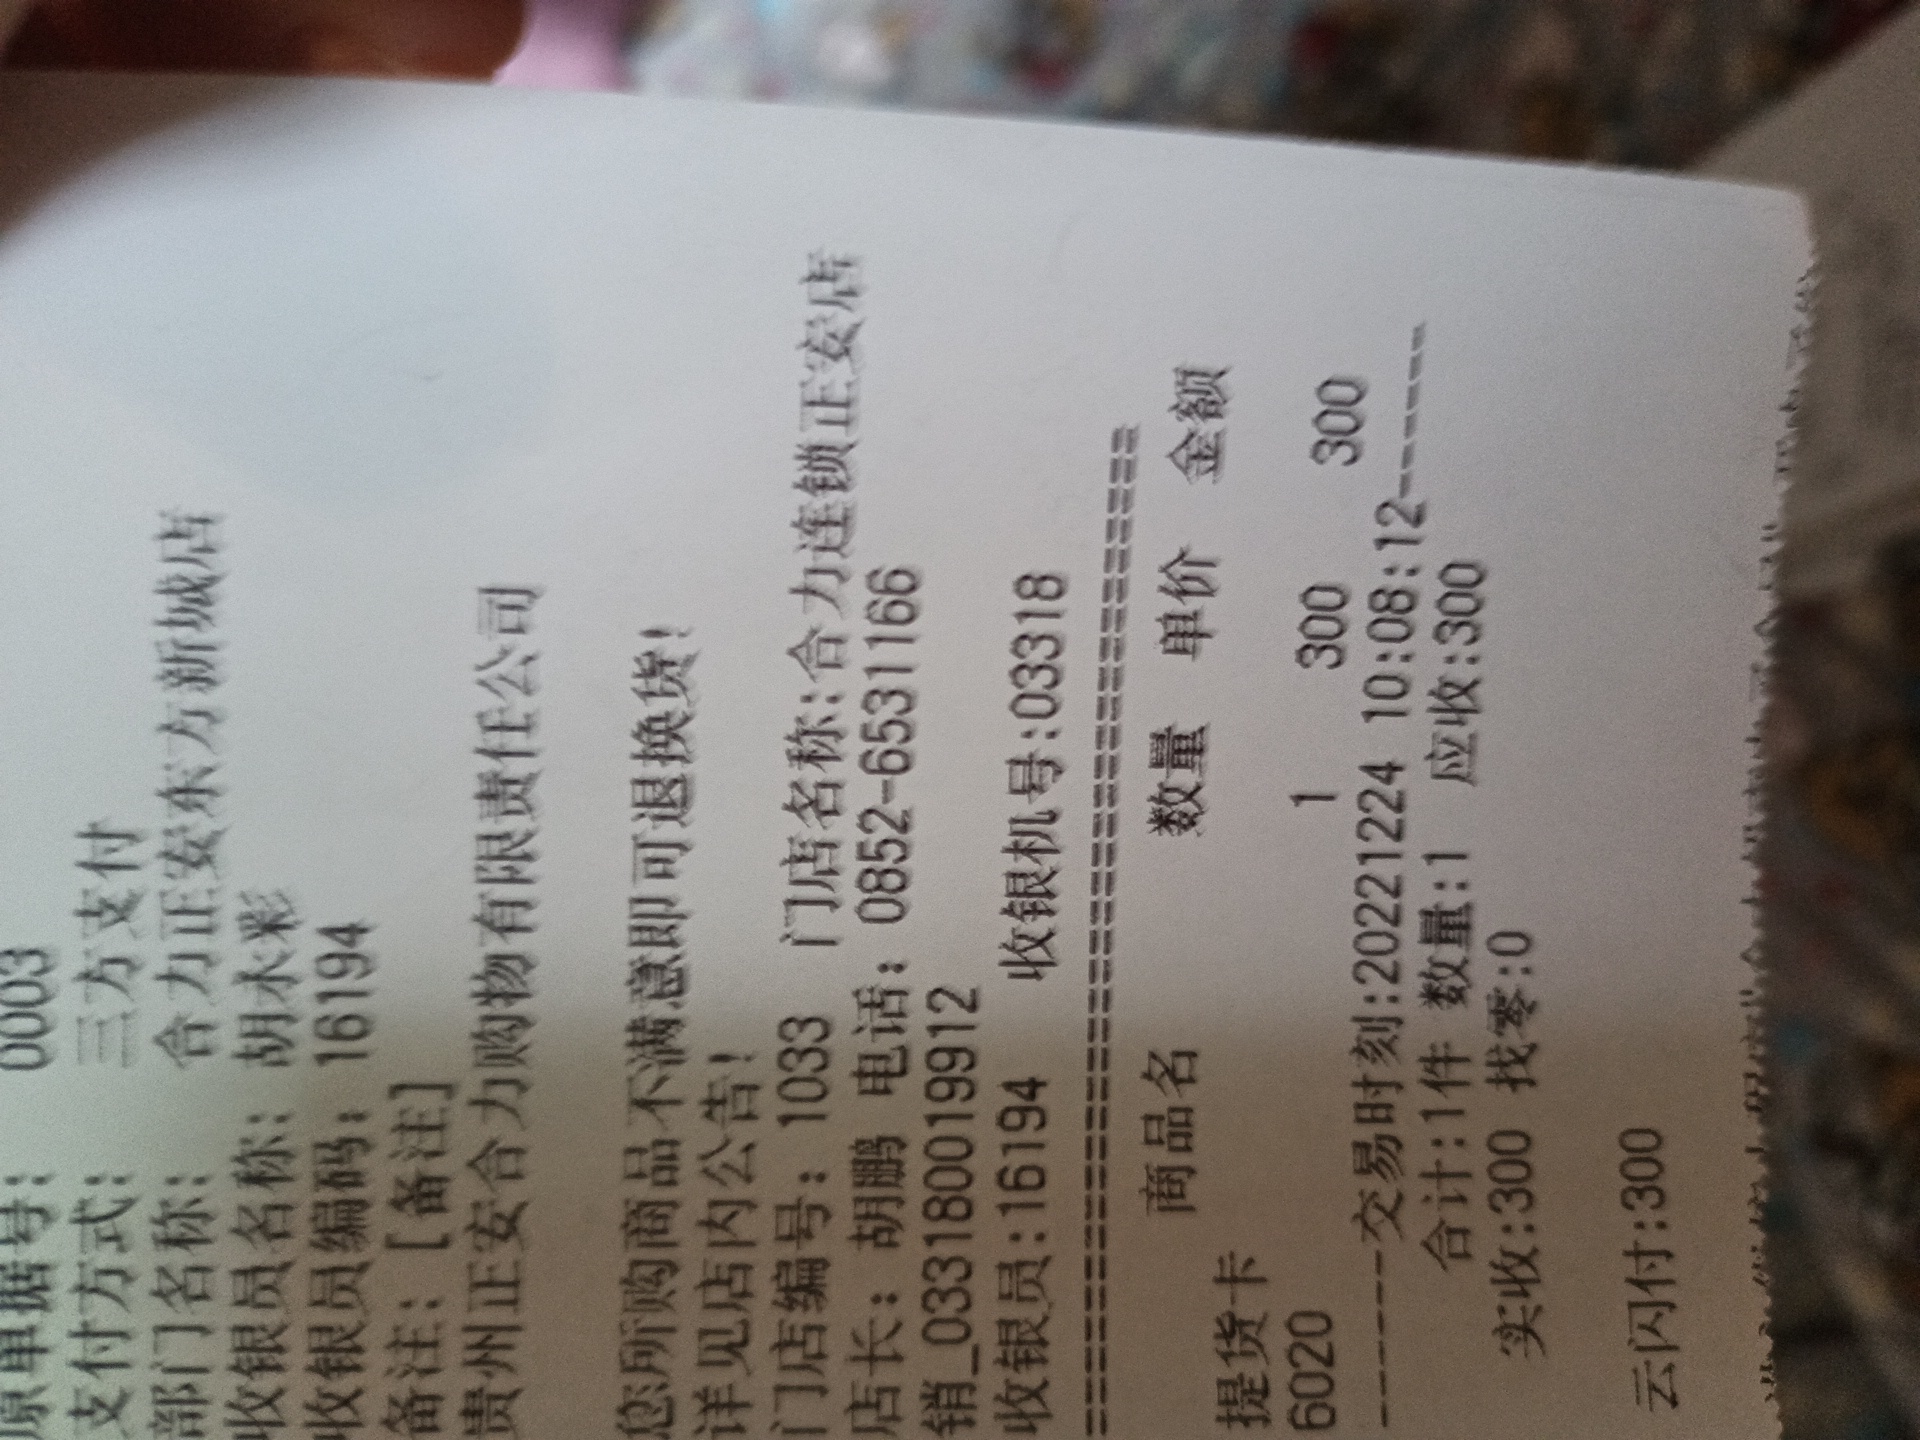 原单据号: 0003
支付方式: 三方支付
部门名称: 合力正安东方新城店
收银员名称: 胡永彩
收银员编码: 16194
备注: [备注]
贵州正安合力购物有限责任公司
您所购商品不满意即可退换货!
详见店内公告!
门店编号: 1033 门店名称:合力连锁正安店
店长: 胡鹏 电话: 0852-6531166
销_0331800199912
收银员:16194 收银机号:03318
商品名 数量 单价 金额
提货卡
6020 1 300 300
--------交易时刻:20221224 10:08:12-------
合计:1件 数量:1 应收:300
实收:300 找零:0
云闪付:300